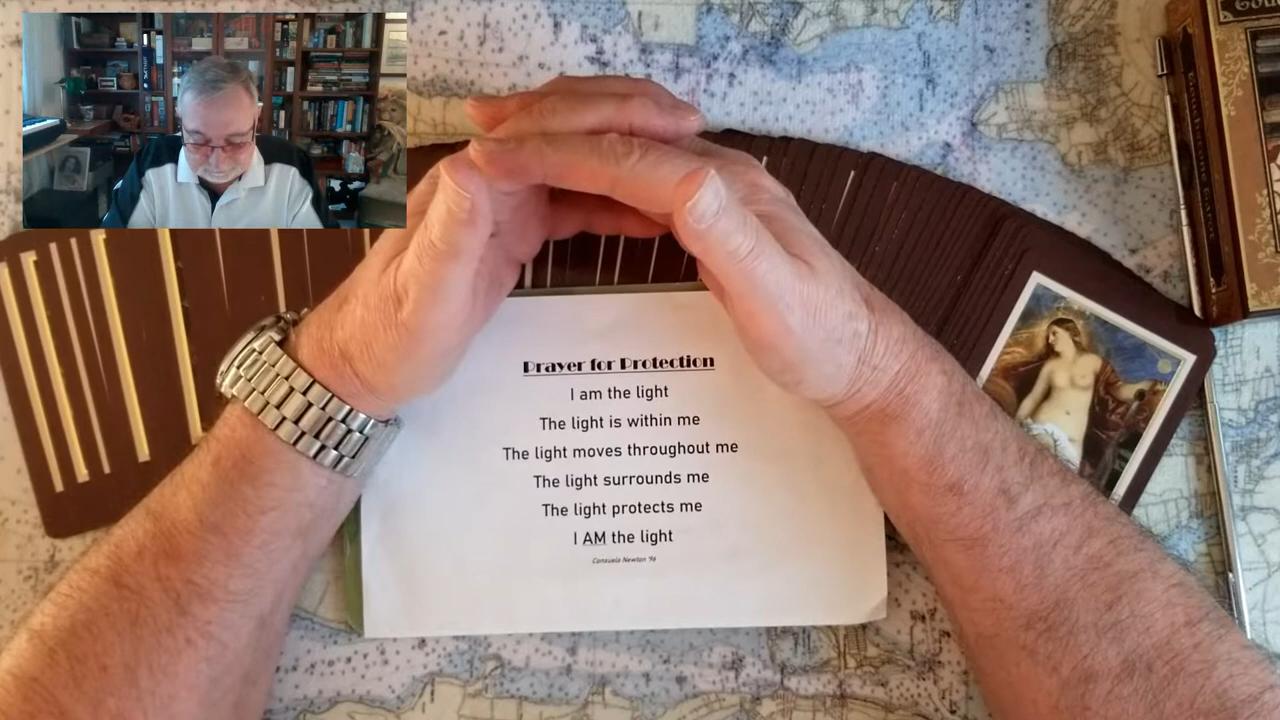 Prayer for Protection
I am the light
The light is within me
The light moves throughout me
The light surrounds me
The light protects me
I AM the light
Consuelo Newton '96